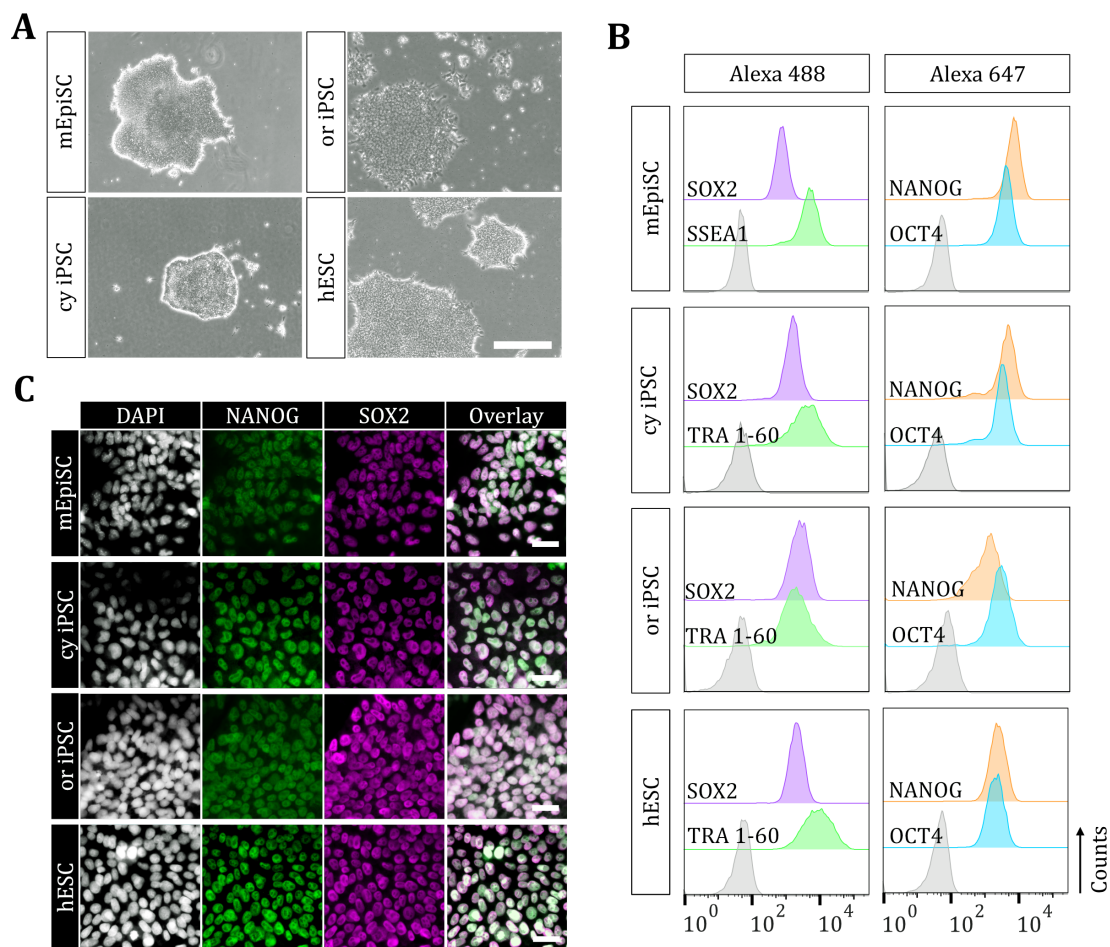 A
mEpiSC
or iPSC
cy iPSC
hESC
B
Alexa 488
Alexa 647
mEpiSC
SOX2
SSEA1
NANOG
OCT4
cy iPSC
SOX2
TRA 1-60
NANOG
OCT4
or iPSC
SOX2
TRA 1-60
NANOG
OCT4
hESC
SOX2
TRA 1-60
NANOG
OCT4
10⁰ 10² 10⁴
10⁰ 10² 10⁴
Counts
C
DAPI NANOG SOX2 Overlay
mEpiSC
cy iPSC
or iPSC
hESC